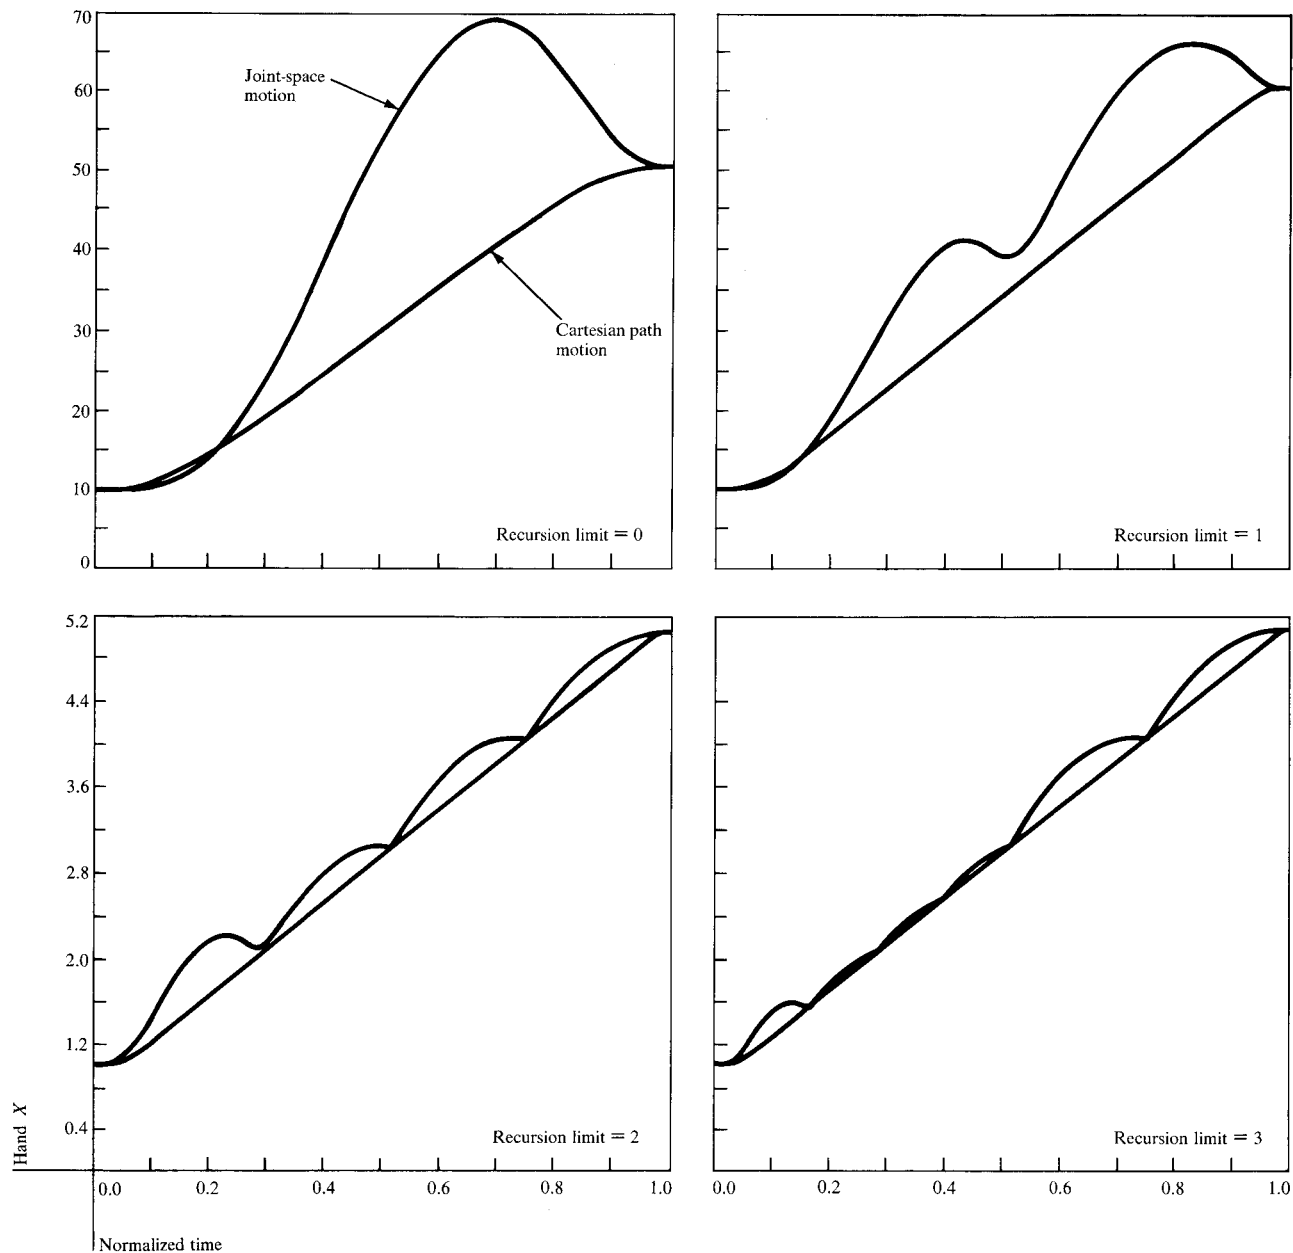 70
60
50
40
30
20
10
0
Joint-space
motion
Cartesian path
motion
Recursion limit = 0
Recursion limit = 1
5.2
4.4
3.6
2.8
2.0
1.2
0.4
Hand X
Recursion limit = 2
0.0 0.2 0.4 0.6 0.8 1.0
Normalized time
Recursion limit = 3
0.0 0.2 0.4 0.6 0.8 1.0